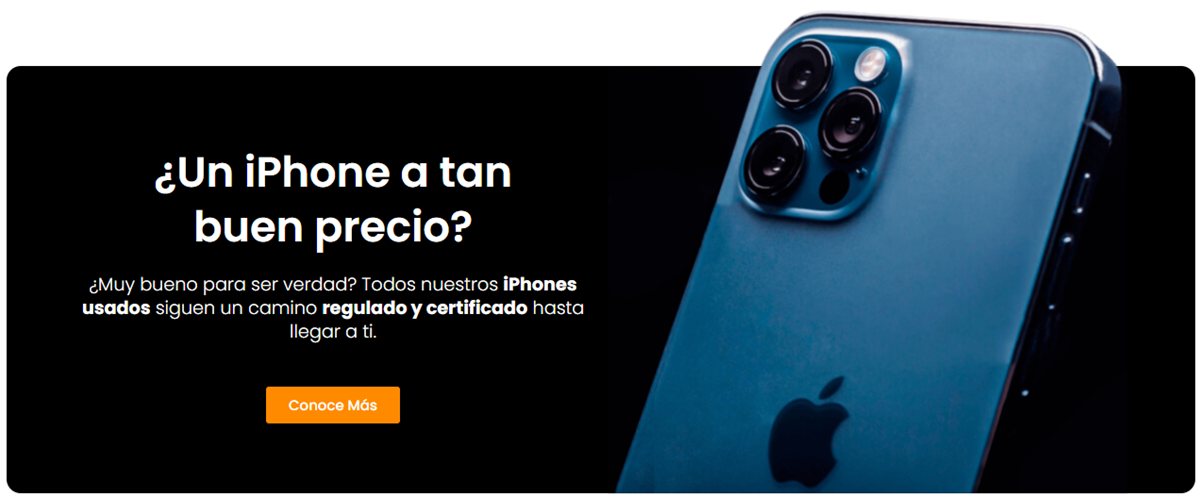 ¿Un iPhone a tan
buen precio?
¿Muy bueno para ser verdad? Todos nuestros iPhones
usados siguen un camino regulado y certificado hasta
llegar a ti.
Conoce Más